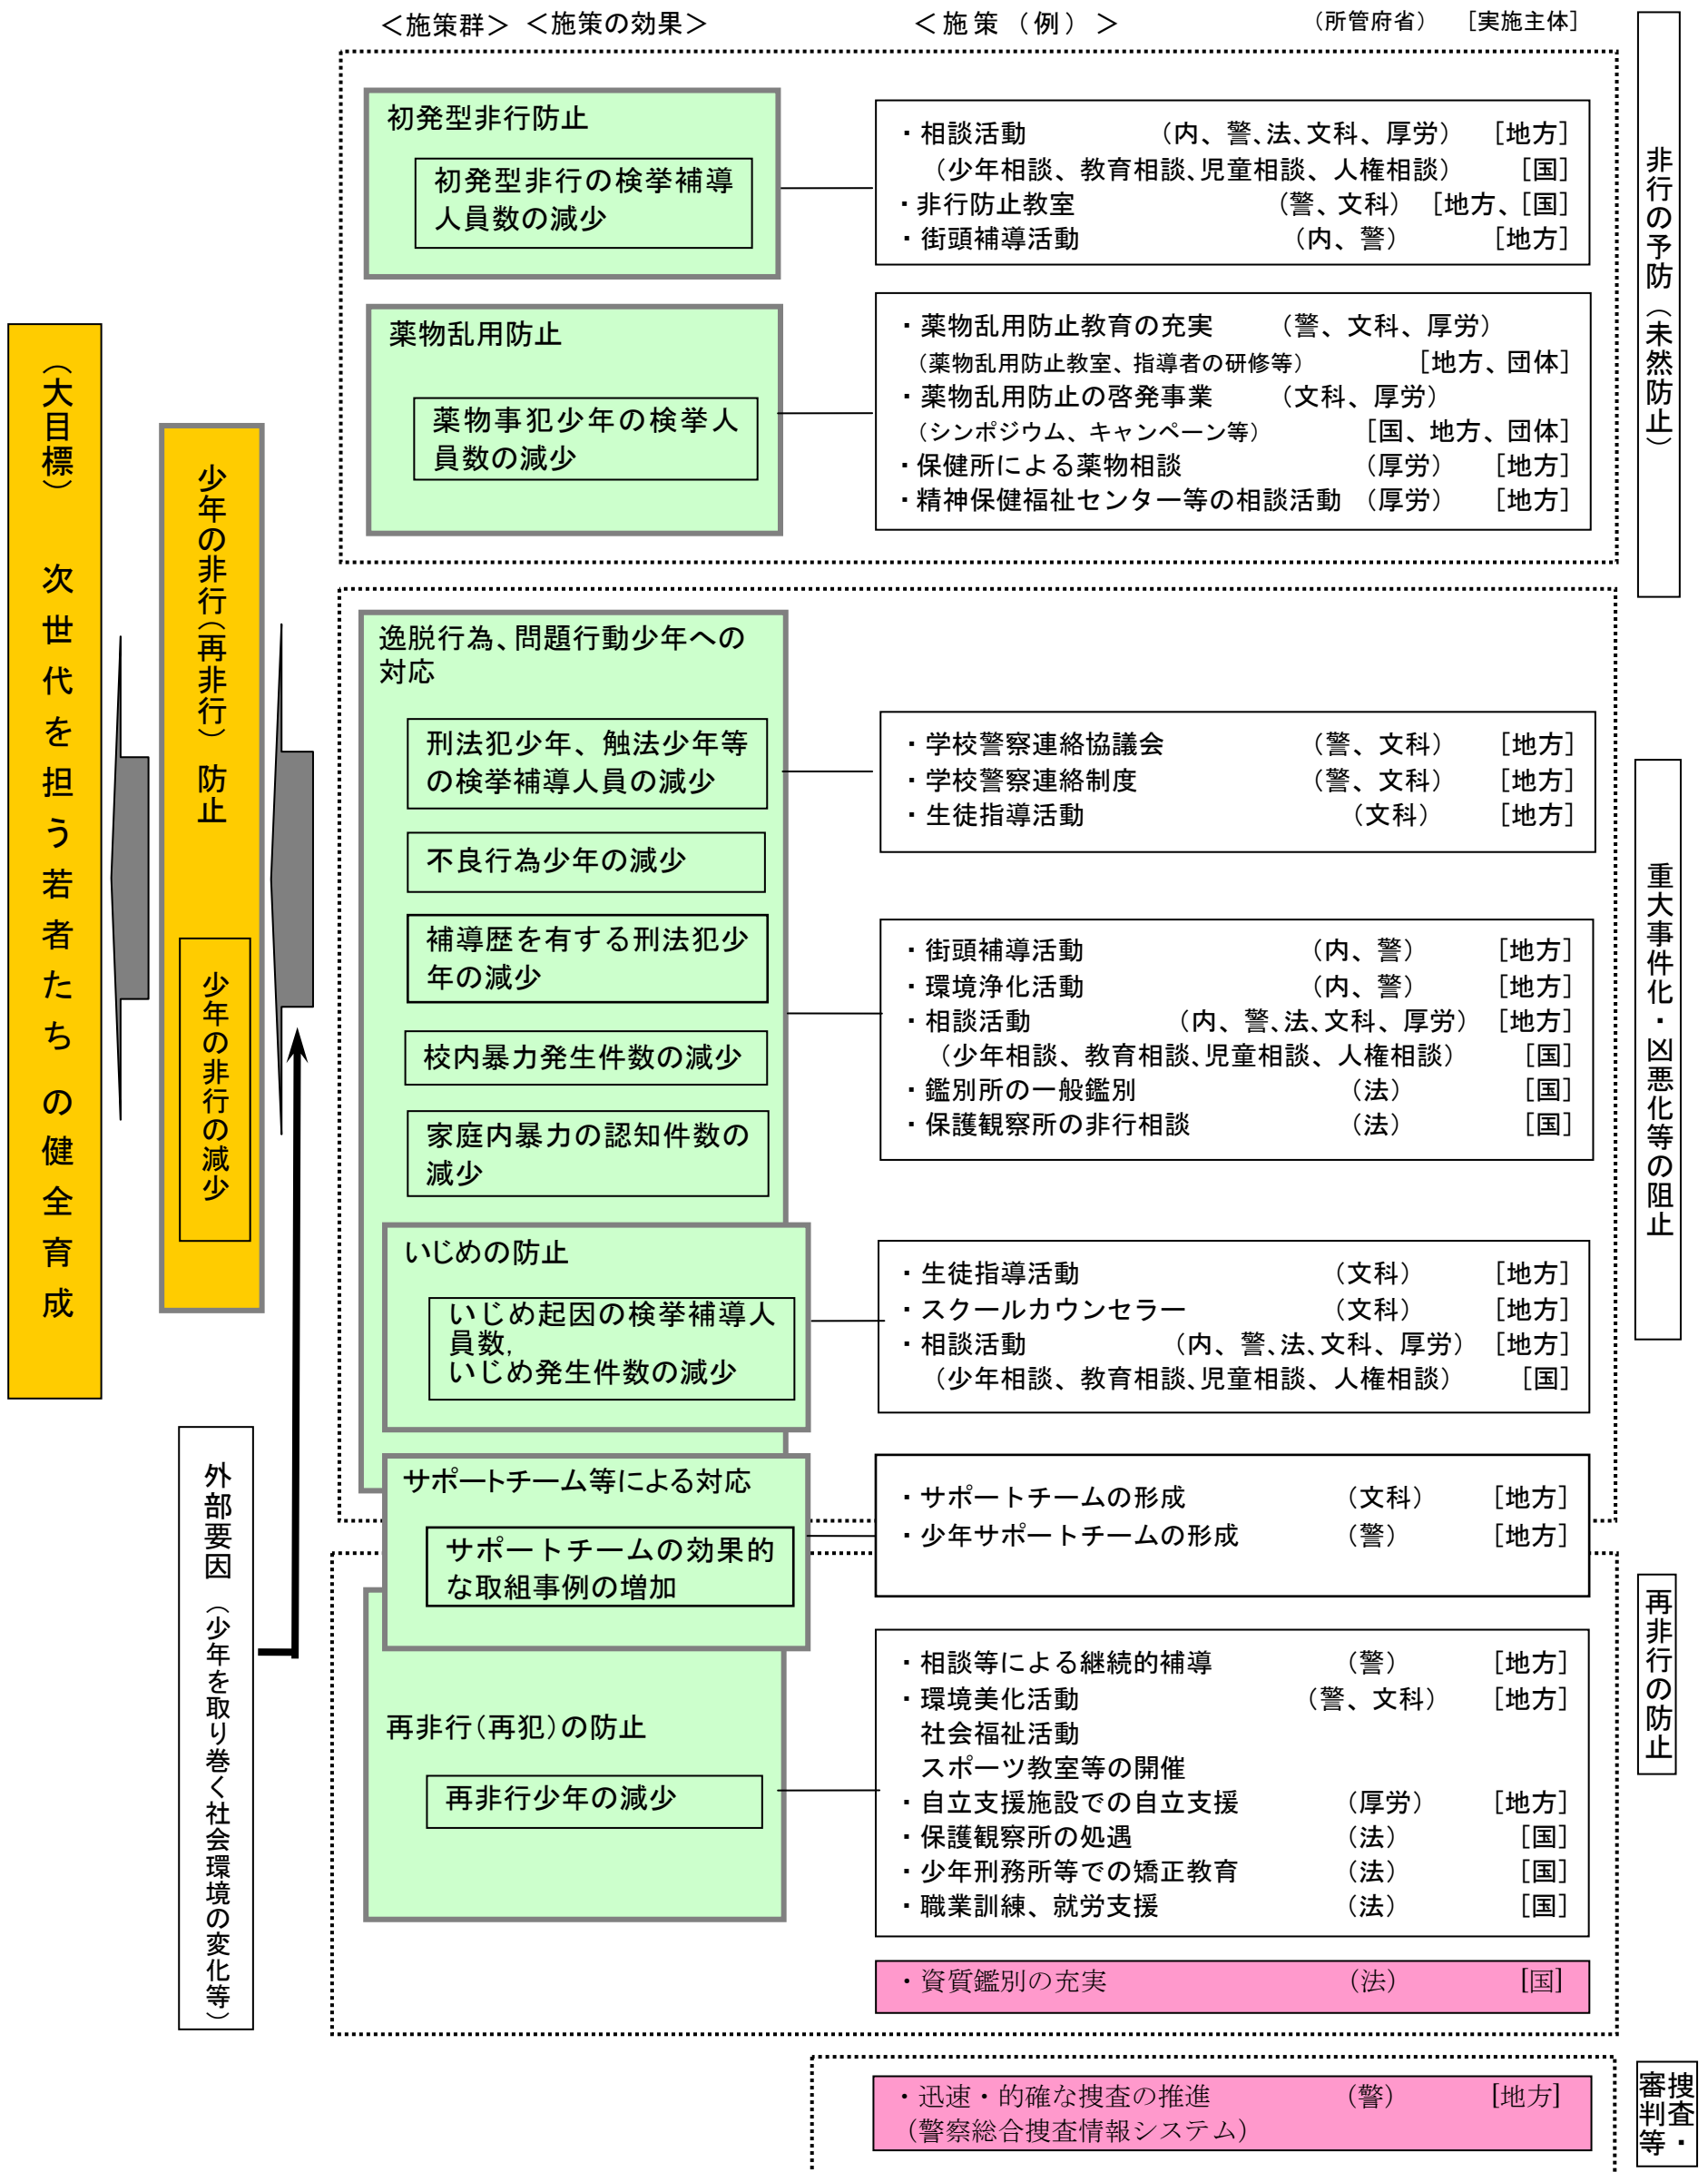 ＜施策群＞ ＜施策の効果＞ ＜施策（例）＞ （所管府省） ［実施主体］
初発型非行防止
初発型非行の検挙補導
人員数の減少
・相談活動 （内、警、法、文科、厚労） ［地方］
（少年相談、教育相談、児童相談、人権相談） ［国］
・非行防止教室 （警、文科） ［地方、［国］
・街頭補導活動 （内、警） ［地方］
薬物乱用防止
薬物事犯少年の検挙人
員数の減少
・薬物乱用防止教育の充実 （警、文科、厚労）
（薬物乱用防止教室、指導者の研修等） ［地方、団体］
・薬物乱用防止の啓発事業 （文科、厚労）
（シンポジウム、キャンペーン等） ［国、地方、団体］
・保健所による薬物相談 （厚労） ［地方］
・精神保健福祉センター等の相談活動 （厚労） ［地方］
非行の予防（未然防止）
（大目標） 次世代を担う若者たちの健全育成
少年の非行（再非行）防止
少年の非行の減少
外部要因（少年を取り巻く社会環境の変化等）
逸脱行為、問題行動少年への
対応
刑法犯少年、触法少年等
の検挙補導人員の減少
不良行為少年の減少
補導歴を有する刑法犯少
年の減少
校内暴力発生件数の減少
家庭内暴力の認知件数の
減少
・学校警察連絡協議会 （警、文科） ［地方］
・学校警察連絡制度 （警、文科） ［地方］
・生徒指導活動 （文科） ［地方］
・街頭補導活動 （内、警） ［地方］
・環境浄化活動 （内、警） ［地方］
・相談活動 （内、警、法、文科、厚労） ［地方］
（少年相談、教育相談、児童相談、人権相談） ［国］
・鑑別所の一般鑑別 （法） ［国］
・保護観察所の非行相談 （法） ［国］
いじめの防止
いじめ起因の検挙補導人
員数,
いじめ発生件数の減少
・生徒指導活動 （文科） ［地方］
・スクールカウンセラー （文科） ［地方］
・相談活動 （内、警、法、文科、厚労） ［地方］
（少年相談、教育相談、児童相談、人権相談） ［国］
重大事件化・凶悪化等の阻止
サポートチーム等による対応
サポートチームの効果的
な取組事例の増加
・サポートチームの形成 （文科） ［地方］
・少年サポートチームの形成 （警） ［地方］
再非行（再犯）の防止
再非行少年の減少
・相談等による継続的補導 （警） ［地方］
・環境美化活動 （警、文科） ［地方］
社会福祉活動
スポーツ教室等の開催
・自立支援施設での自立支援 （厚労） ［地方］
・保護観察所の処遇 （法） ［国］
・少年刑務所等での矯正教育 （法） ［国］
・職業訓練、就労支援 （法） ［国］
・資質鑑別の充実 （法） ［国］
再非行の防止
・迅速・的確な捜査の推進 （警） ［地方］
（警察総合捜査情報システム）
捜査・
審判等